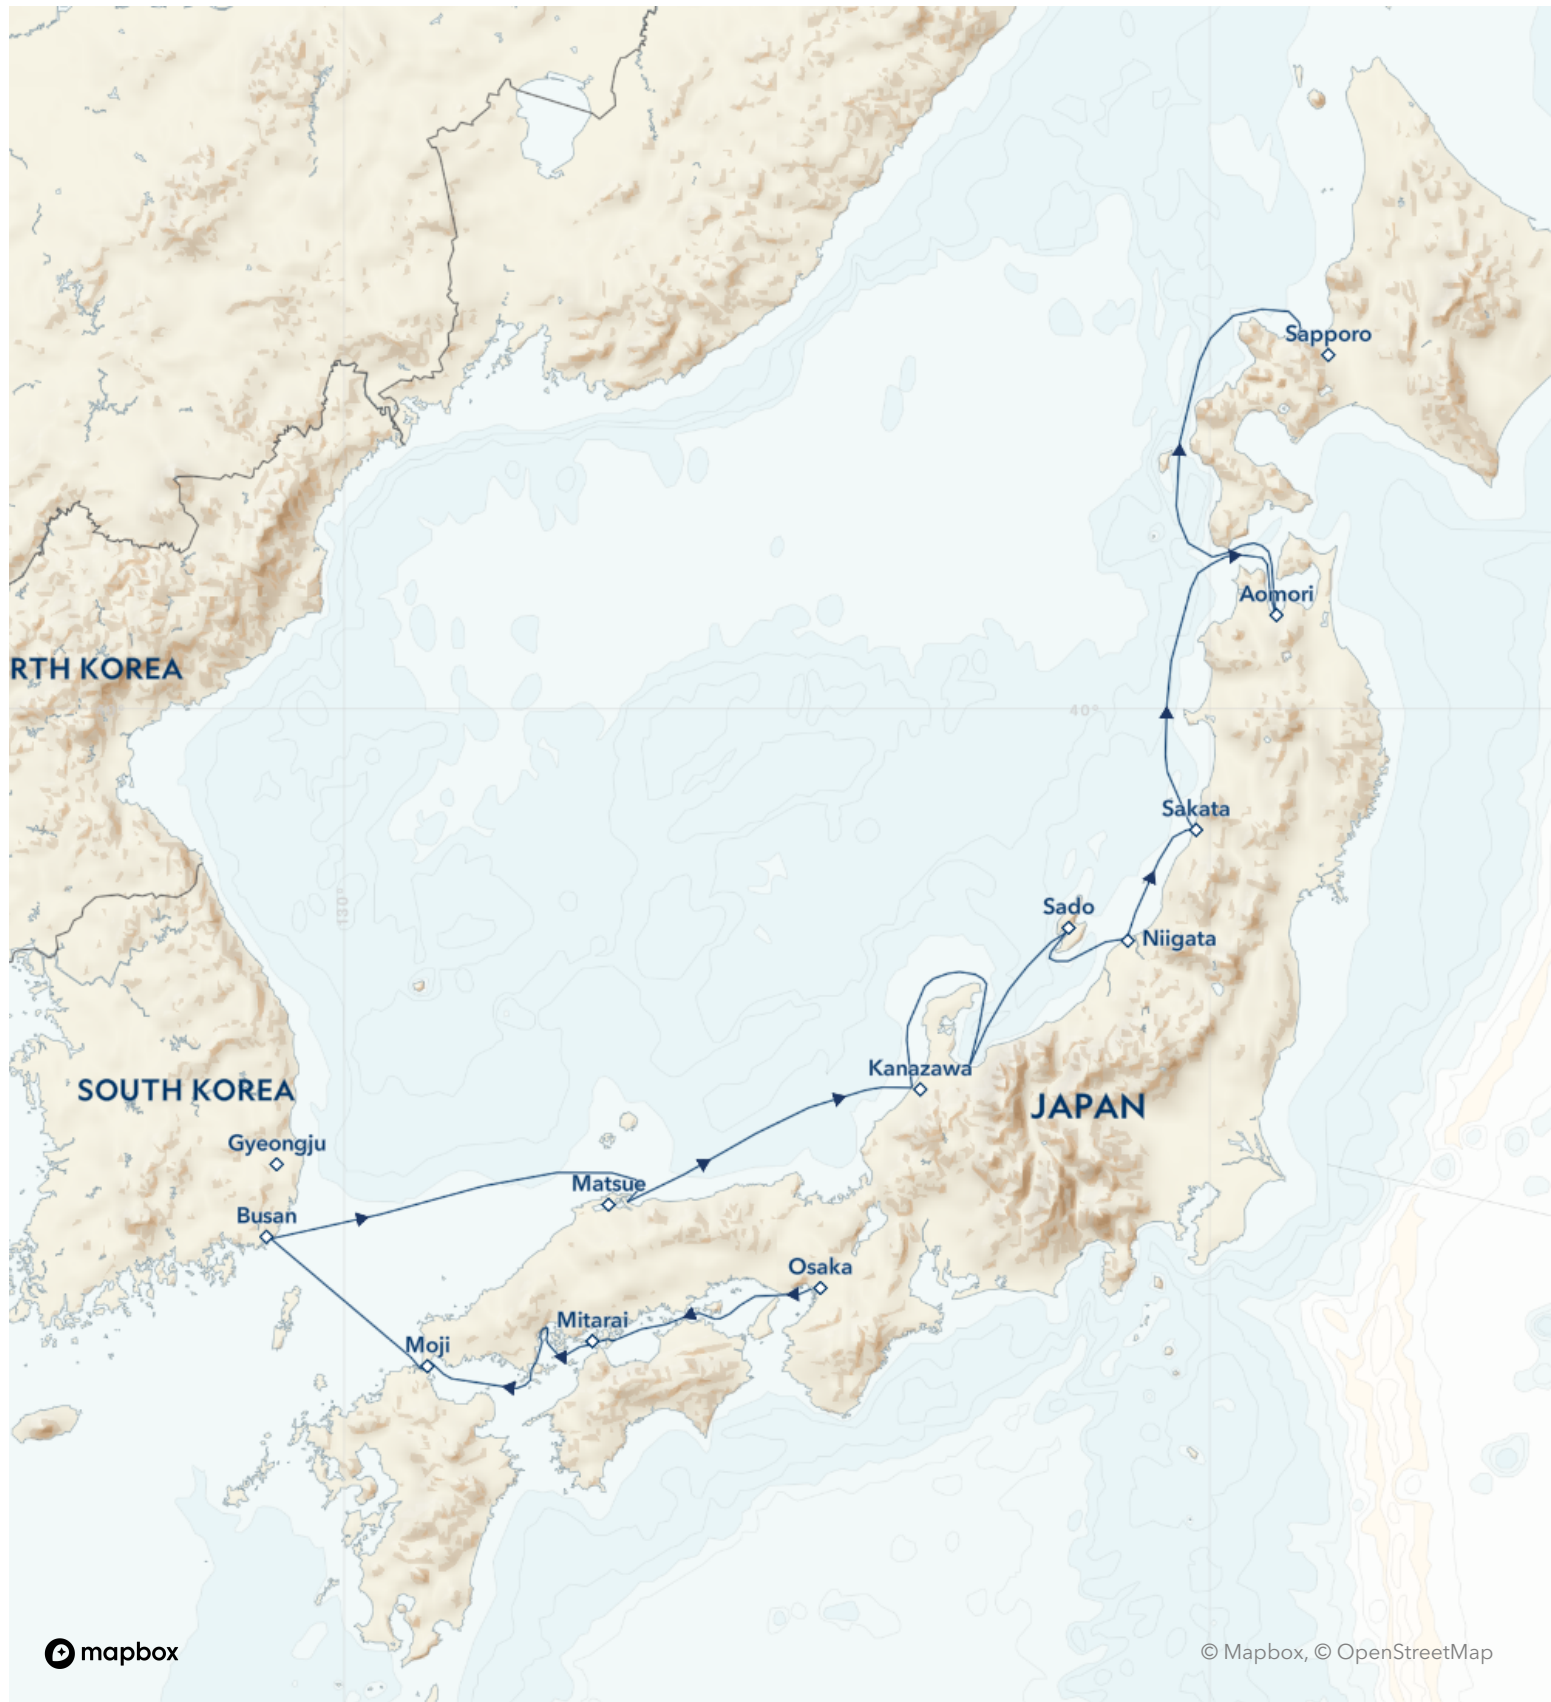 Sapporo
Aomori
RTH KOREA
40°
Sakata
130°
Sado
Niigata
Kanazawa
SOUTH KOREA
JAPAN
Gyeongju
Matsue
Busan
Osaka
Mitarai
Moji
mapbox
© Mapbox, © OpenStreetMap